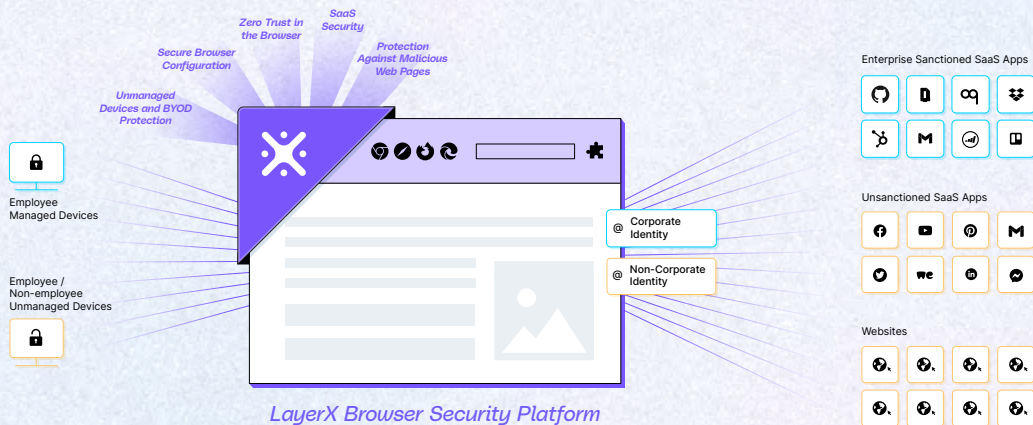 Zero Trust in
the Browser
SaaS
Security
Secure Browser
Configuration
Protection
Against Malicious
Web Pages
Unmanaged
Devices and BYOD
Protection
Employee
Managed Devices
Employee /
Non-employee
Unmanaged Devices
@ Corporate
Identity
@ Non-Corporate
Identity
Enterprise Sanctioned SaaS Apps
Unsanctioned SaaS Apps
we
in
Websites
LayerX Browser Security Platform